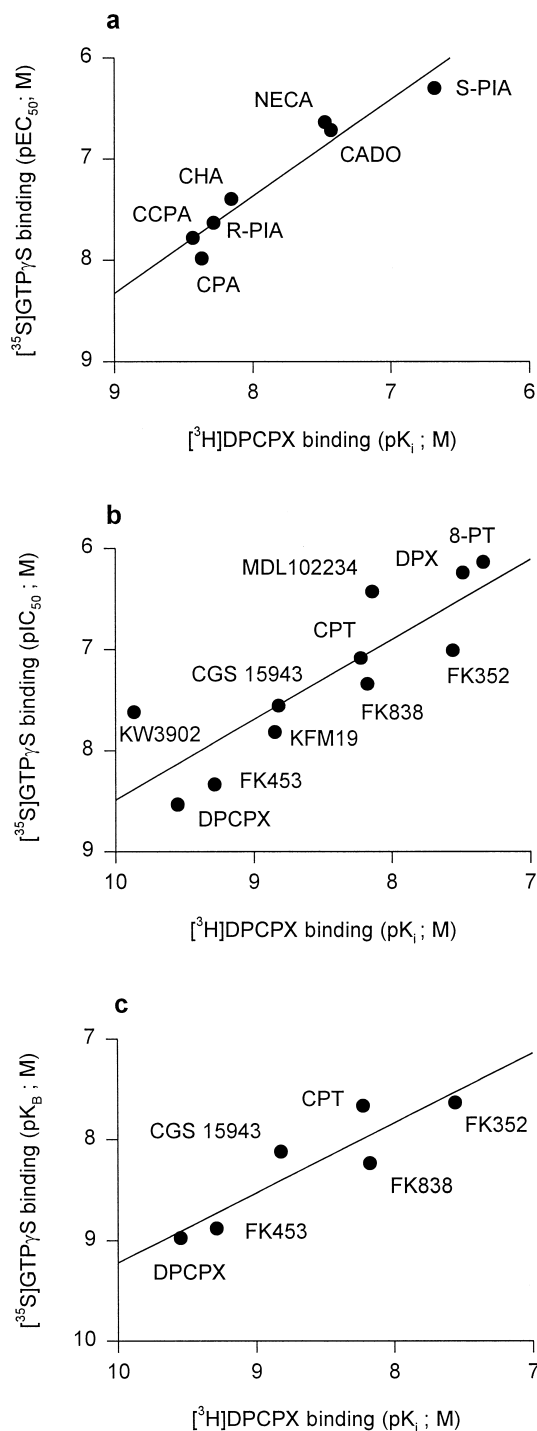 a
[³⁵S]GTPγS binding (pEC₅₀; M)
6
7
8
9
S-PIA
NECA
CADO
CHA
CCPA
R-PIA
CPA
9
8
7
6
[³H]DPCPX binding (pKᵢ ; M)
b
[³⁵S]GTPγS binding (pIC₅₀ ; M)
6
7
8
9
8-PT
DPX
MDL102234
CPT
FK352
CGS 15943
FK838
KW3902
KFM19
FK453
DPCPX
10
9
8
7
[³H]DPCPX binding (pKᵢ ; M)
c
[³⁵S]GTPγS binding (pK_B ; M)
7
8
9
10
CPT
FK352
CGS 15943
FK838
FK453
DPCPX
10
9
8
7
[³H]DPCPX binding (pKᵢ ; M)